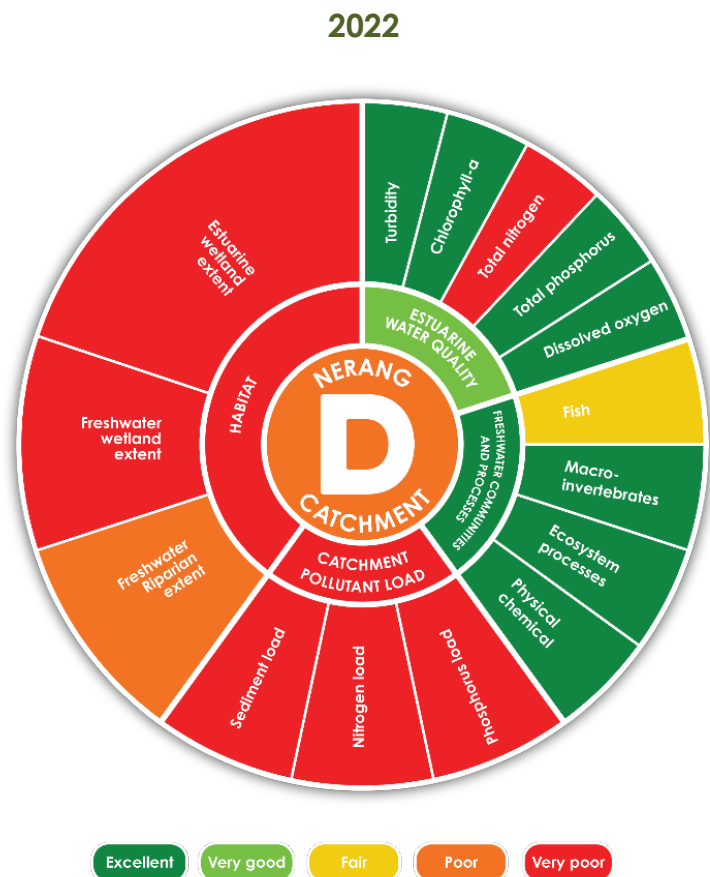 2022
Turbidity
Chlorophyll-a
Total nitrogen
Total phosphorus
Dissolved oxygen
Fish
Macro-
invertebrates
Ecosystem
processes
Physical
chemical
Phosphorus load
Nitrogen load
Sediment load
Freshwater
Riparian
extent
Freshwater
wetland
extent
Estuarine
wetland
extent
ESTUARINE
WATER QUALITY
FRESHWATER COMMUNITIES
AND PROCESSES
CATCHMENT
POLLUTANT LOAD
HABITAT
NERANG
D
CATCHMENT
Excellent
Very good
Fair
Poor
Very poor